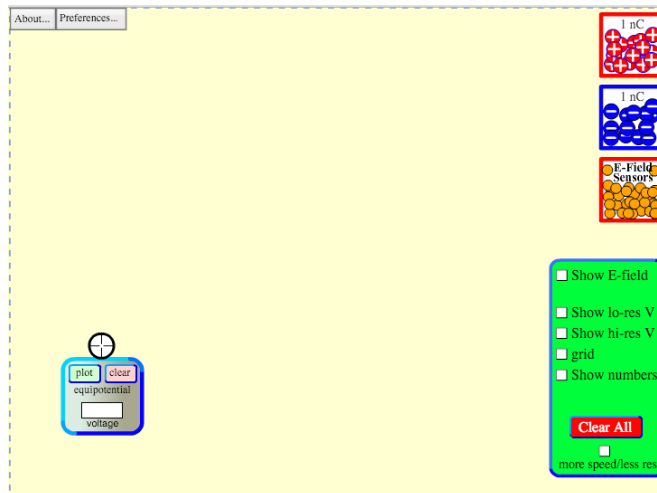 About...
Preferences...
1 nC
1 nC
E-Field
Sensors
Show E-field
Show lo-res V
Show hi-res V
grid
Show numbers
Clear All
more speed/less res
plot
clear
equipotential
voltage